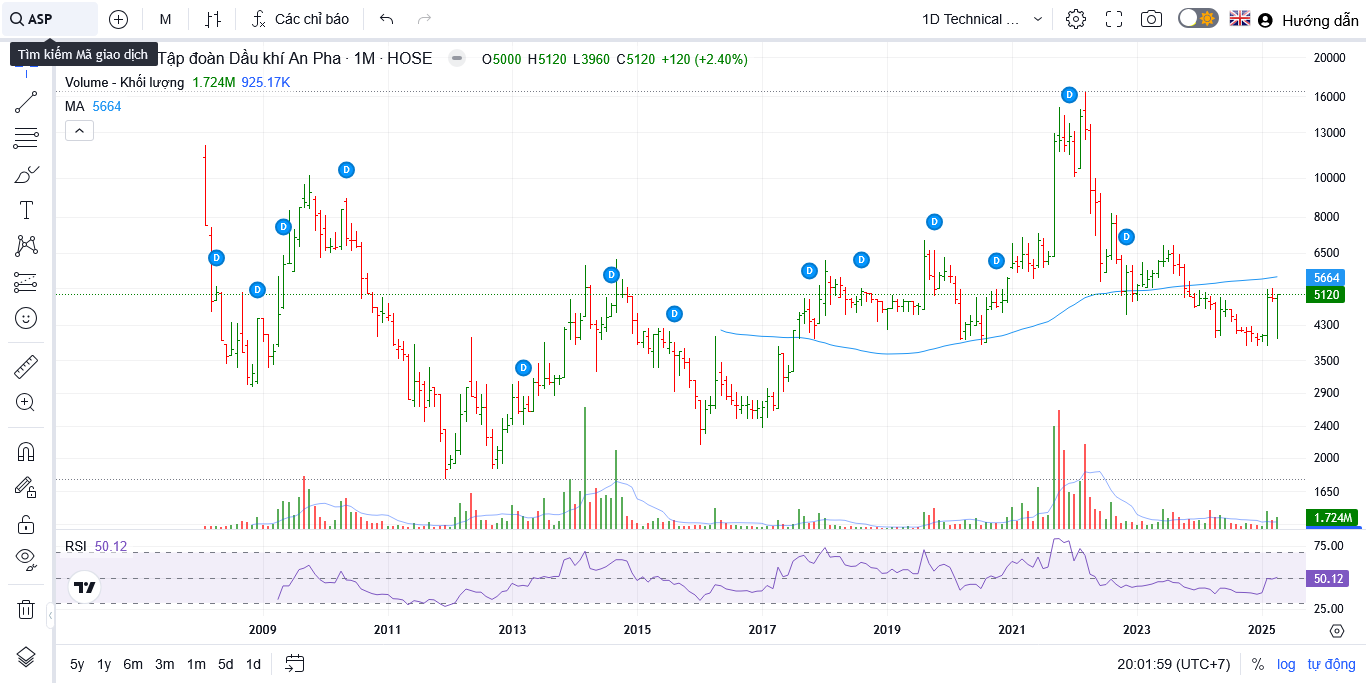 ASP M Các chỉ báo 1D Technical ... Hướng dẫn
Tìm kiếm Mã giao dịch Tập đoàn Dầu khí An Pha · 1M · HOSE O5000 H5120 L3960 C5120 +120 (+2.40%)
Volume - Khối lượng 1.724M 925.17K
MA 5664
D
D
D
D
D
D
D
D
D
D
D
D
D
20000
16000
13000
10000
8000
6500
5664
5120
4300
3500
2900
2400
2000
1650
1.724M
RSI 50.12
75.00
50.12
25.00
2009 2011 2013 2015 2017 2019 2021 2023 2025
5y 1y 6m 3m 1m 5d 1d 20:01:59 (UTC+7) % log tự động